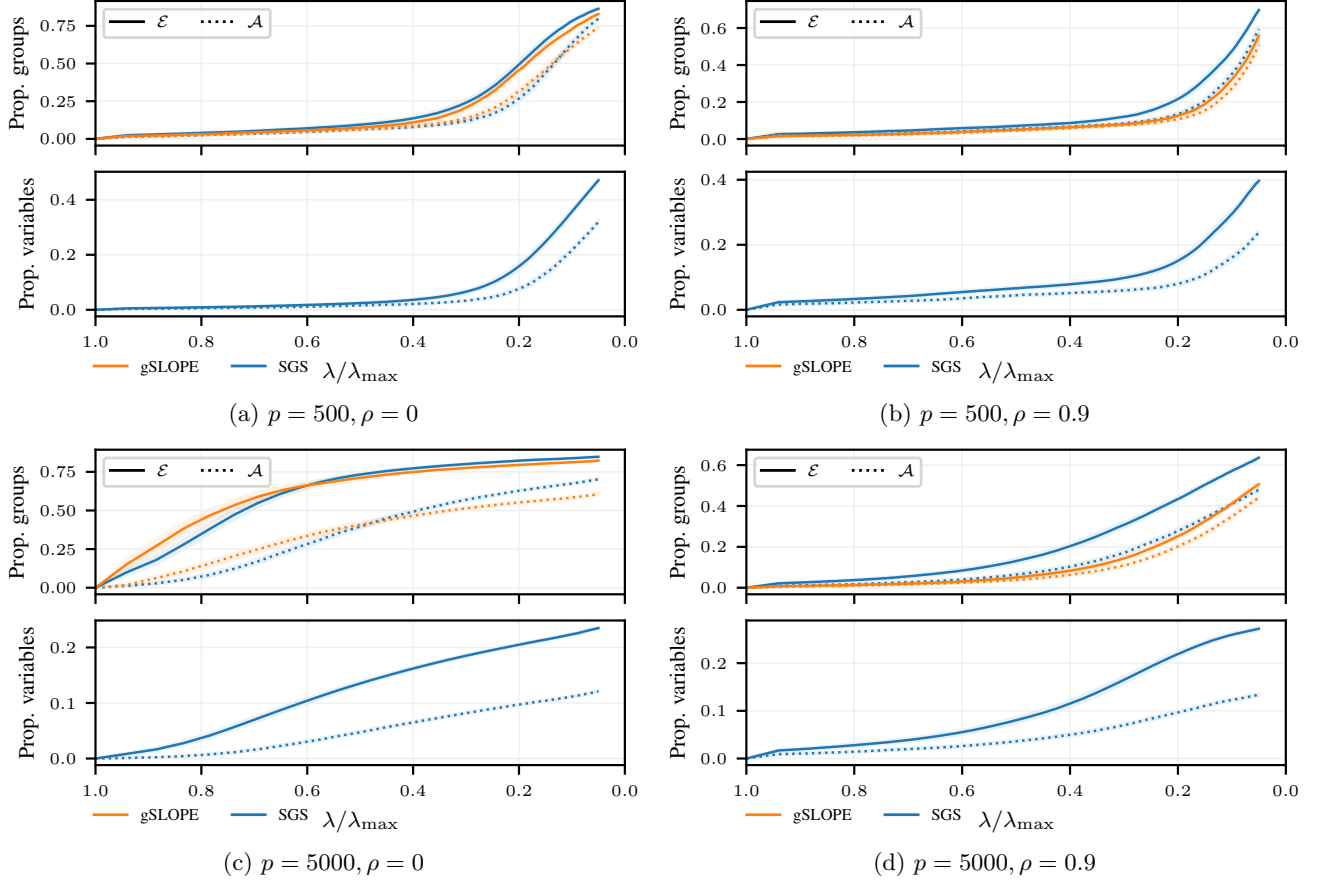 ℰ 𝒜
Prop. groups
0.75
0.50
0.25
0.00
Prop. variables
0.4
0.2
0.0
1.0 0.8 0.6 0.4 0.2 0.0
gSLOPE SGS λ/λmax
(a) p = 500, ρ = 0
ℰ 𝒜
Prop. groups
0.6
0.4
0.2
0.0
Prop. variables
0.4
0.2
0.0
1.0 0.8 0.6 0.4 0.2 0.0
gSLOPE SGS λ/λmax
(b) p = 500, ρ = 0.9
ℰ 𝒜
Prop. groups
0.75
0.50
0.25
0.00
Prop. variables
0.2
0.1
0.0
1.0 0.8 0.6 0.4 0.2 0.0
gSLOPE SGS λ/λmax
(c) p = 5000, ρ = 0
ℰ 𝒜
Prop. groups
0.6
0.4
0.2
0.0
Prop. variables
0.2
0.1
0.0
1.0 0.8 0.6 0.4 0.2 0.0
gSLOPE SGS λ/λmax
(d) p = 5000, ρ = 0.9